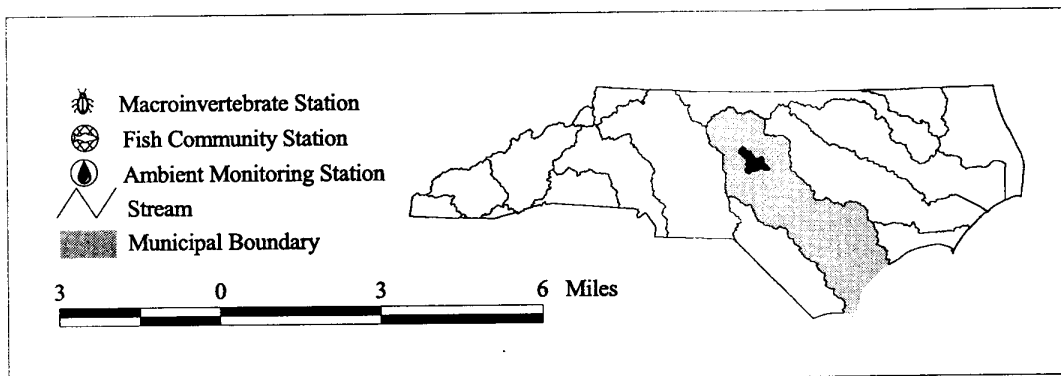 Macroinvertebrate Station
Fish Community Station
Ambient Monitoring Station
Stream
Municipal Boundary
3 0 3 6 Miles